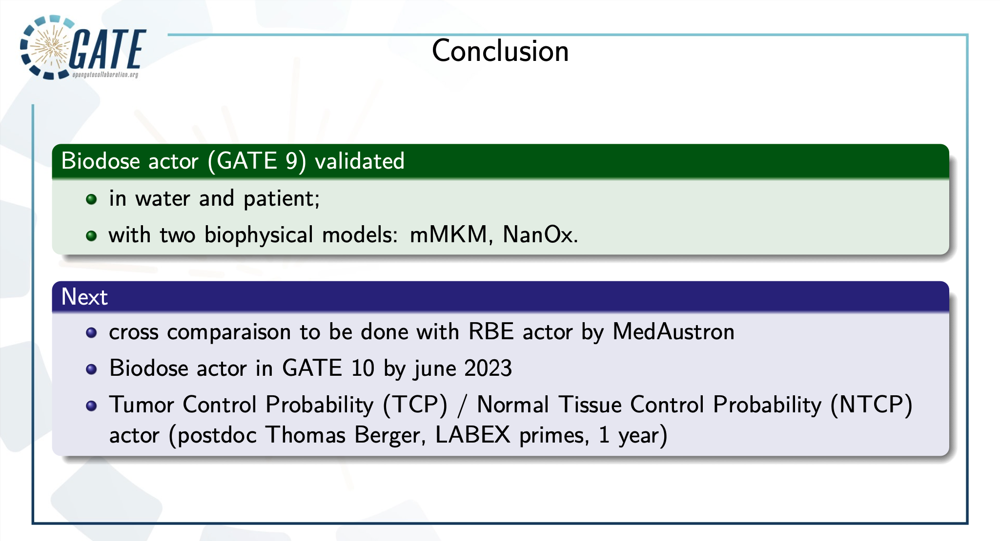 GATE
opengatecollaboration.org
Conclusion
Biodose actor (GATE 9) validated
in water and patient;
with two biophysical models: mMKM, NanOx.
Next
cross comparaison to be done with RBE actor by MedAustron
Biodose actor in GATE 10 by june 2023
Tumor Control Probability (TCP) / Normal Tissue Control Probability (NTCP)
actor (postdoc Thomas Berger, LABEX primes, 1 year)